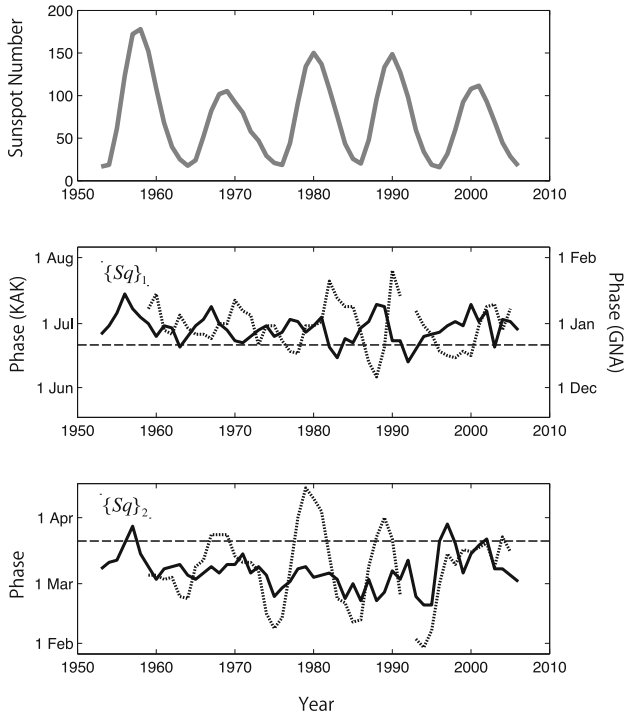 Sunspot Number
200
150
100
50
0
1950 1960 1970 1980 1990 2000 2010
{Sq}1
Phase (KAK)
1 Aug
1 Jul
1 Jun
1 Feb
1 Jan
1 Dec
Phase (GNA)
1950 1960 1970 1980 1990 2000 2010
{Sq}2
Phase
1 Apr
1 Mar
1 Feb
1950 1960 1970 1980 1990 2000 2010
Year